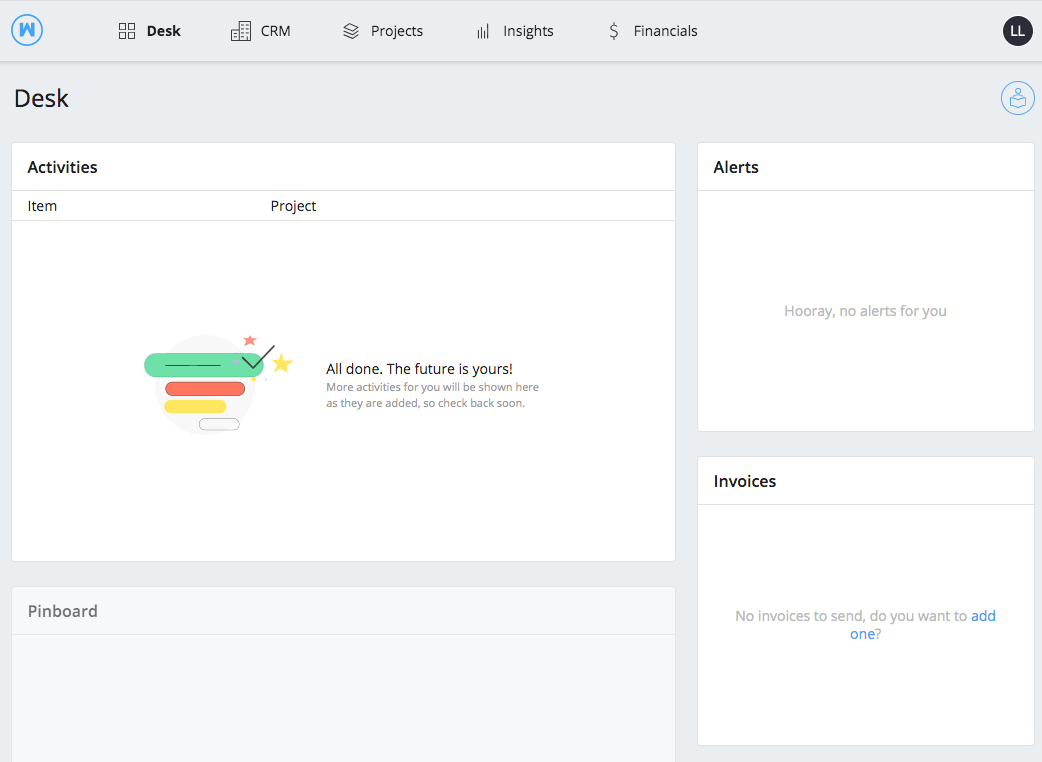 W
Desk
CRM
Projects
Insights
$ Financials
LL
Desk
Activities
Item
Project
All done. The future is yours!
More activities for you will be shown here
as they are added, so check back soon.
Alerts
Hooray, no alerts for you
Invoices
No invoices to send, do you want to add
one?
Pinboard